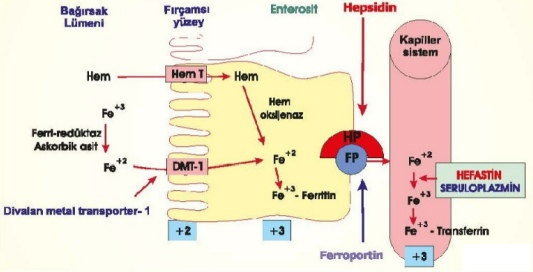 Bağırsak
Lümeni
Fırçamsı
yüzey
Enterosit
Hepsidin
Kapiller
sistem
Hem
Hem T
Hem
Fe+3
Hem
oksijenaz
Ferri-redüktaz
Askorbik asit
HP
FP
Fe+2
DMT-1
Fe+2
Fe+2
HEFASTİN
SERULOPLAZMİN
Fe+3 - Ferritin
Fe+3
Divalan metal transporter- 1
Fe+3 - Transferrin
+2
+3
Ferroportin
+3